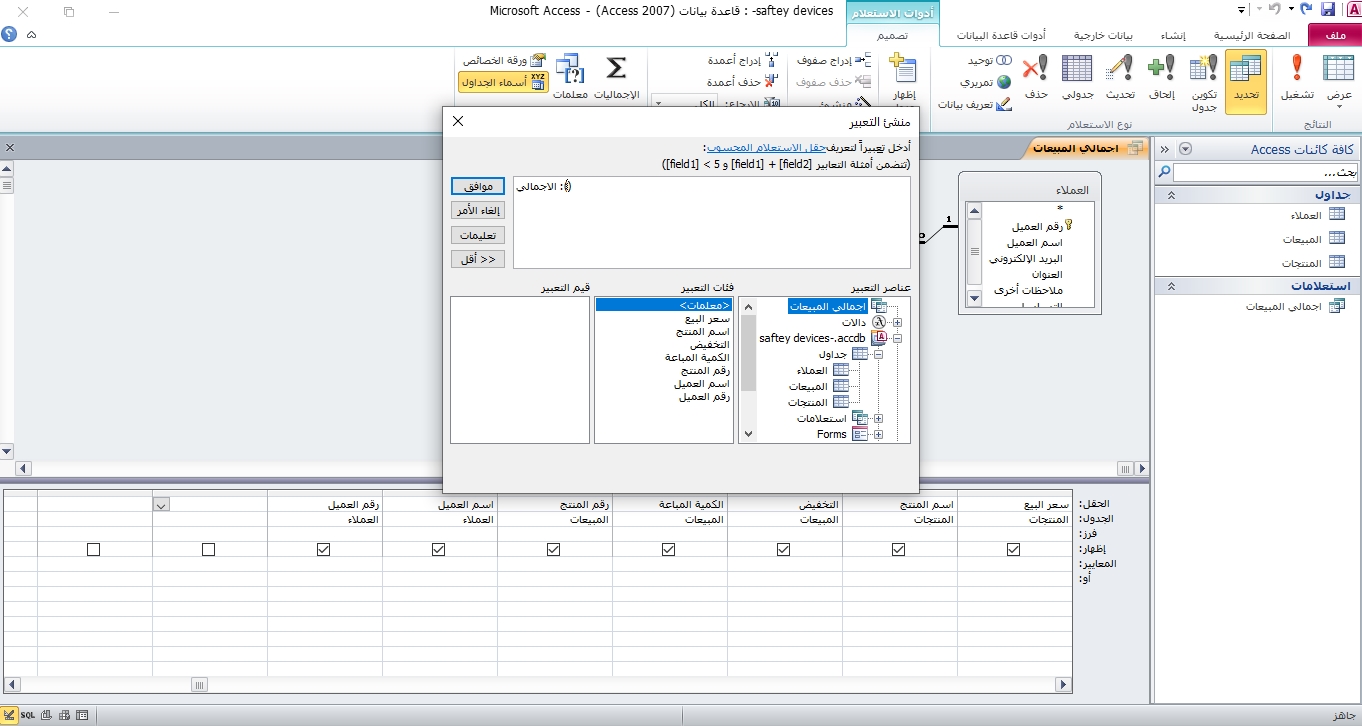 saftey devices- : قاعدة بيانات (Access 2007) - Microsoft Access
أدوات الاستعلام
ملف
الصفحة الرئيسية
إنشاء
بيانات خارجية
أدوات قاعدة البيانات
تصميم
عرض
تشغيل
تحديد
تكوين جدول
إلحاق
تحديث
جدولي
حذف
توحيد
تمريري
تعريف بيانات
إظهار
إدراج صفوف
حذف صفوف
منشئ
إدراج أعمدة
حذف أعمدة
الإرجاع:
الكل
الإجماليات
معلمات
ورقة الخصائص
أسماء الجداول
النتائج
نوع الاستعلام
كافة كائنات Access
بحث...
جداول
العملاء
المبيعات
المنتجات
استعلامات
اجمالي المبيعات
اجمالي المبيعات
العملاء
*
رقم العميل
اسم العميل
البريد الإلكتروني
العنوان
ملاحظات أخرى
1
منشئ التعبير
أدخل تعبيراً لتعريف حقل الاستعلام المحسوب:
(تتضمن أمثلة التعابير [field1] + [field2] و [field1] < 5)
الاجمالي :()
موافق
إلغاء الأمر
تعليمات
<< أقل
عناصر التعبير
فئات التعبير
قيم التعبير
اجمالي المبيعات
دالات
saftey devices-.accdb
جداول
العملاء
المبيعات
المنتجات
استعلامات
Forms
<معلمات>
سعر البيع
اسم المنتج
التخفيض
الكمية المباعة
رقم المنتج
اسم العميل
رقم العميل
الحقل: سعر البيع اسم المنتج التخفيض الكمية المباعة رقم المنتج اسم العميل رقم العميل
الجدول: المنتجات المنتجات المبيعات المبيعات المبيعات العملاء العملاء
فرز:
إظهار:
المعايير:
أو:
جاهز
SQL